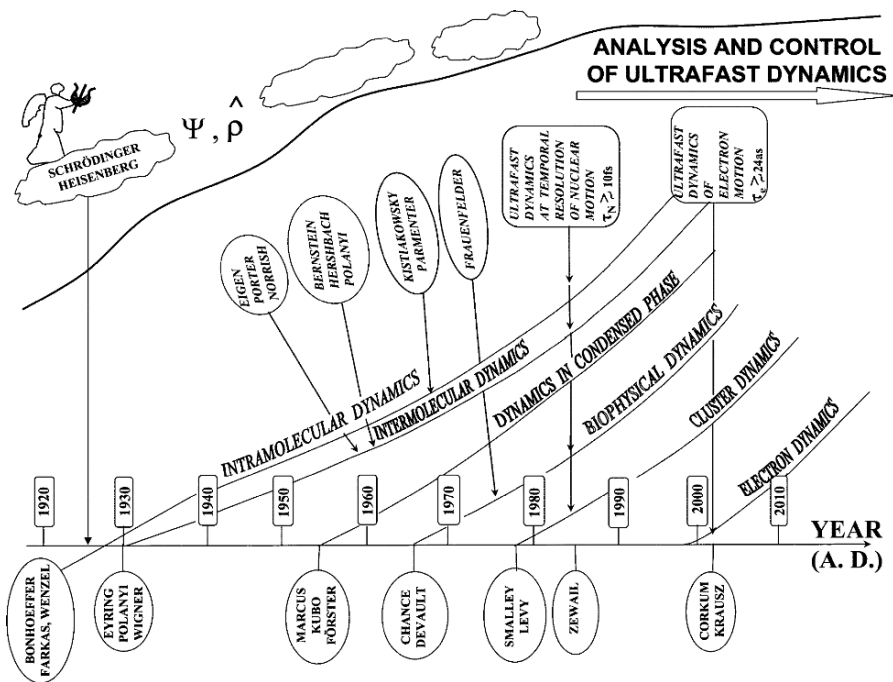 ANALYSIS AND CONTROL
OF ULTRAFAST DYNAMICS
Ψ , ρ̂
SCHRÖDINGER
HEISENBERG
EIGEN
PORTER
NORRISH
BERNSTEIN
HERSHBACH
POLANYI
KISTIAKOWSKY
PARMENTER
FRAUENFELDER
ULTRAFAST
DYNAMICS
AT TEMPORAL
RESOLUTION
OF NUCLEAR
MOTION
τN ≳ 10fs
ULTRAFAST
DYNAMICS
OF
ELECTRON
MOTION
τe ≳ 24as
INTRAMOLECULAR DYNAMICS
INTERMOLECULAR DYNAMICS
DYNAMICS IN CONDENSED PHASE
BIOPHYSICAL DYNAMICS
CLUSTER DYNAMICS
ELECTRON DYNAMICS
1920
1930
1940
1950
1960
1970
1980
1990
2000
2010
YEAR
(A. D.)
BONHOEFFER
FARKAS, WENZEL
EYRING
POLANYI
WIGNER
MARCUS
KUBO
FÖRSTER
CHANCE
DEVAULT
SMALLEY
LEVY
ZEWAIL
CORKUM
KRAUSZ